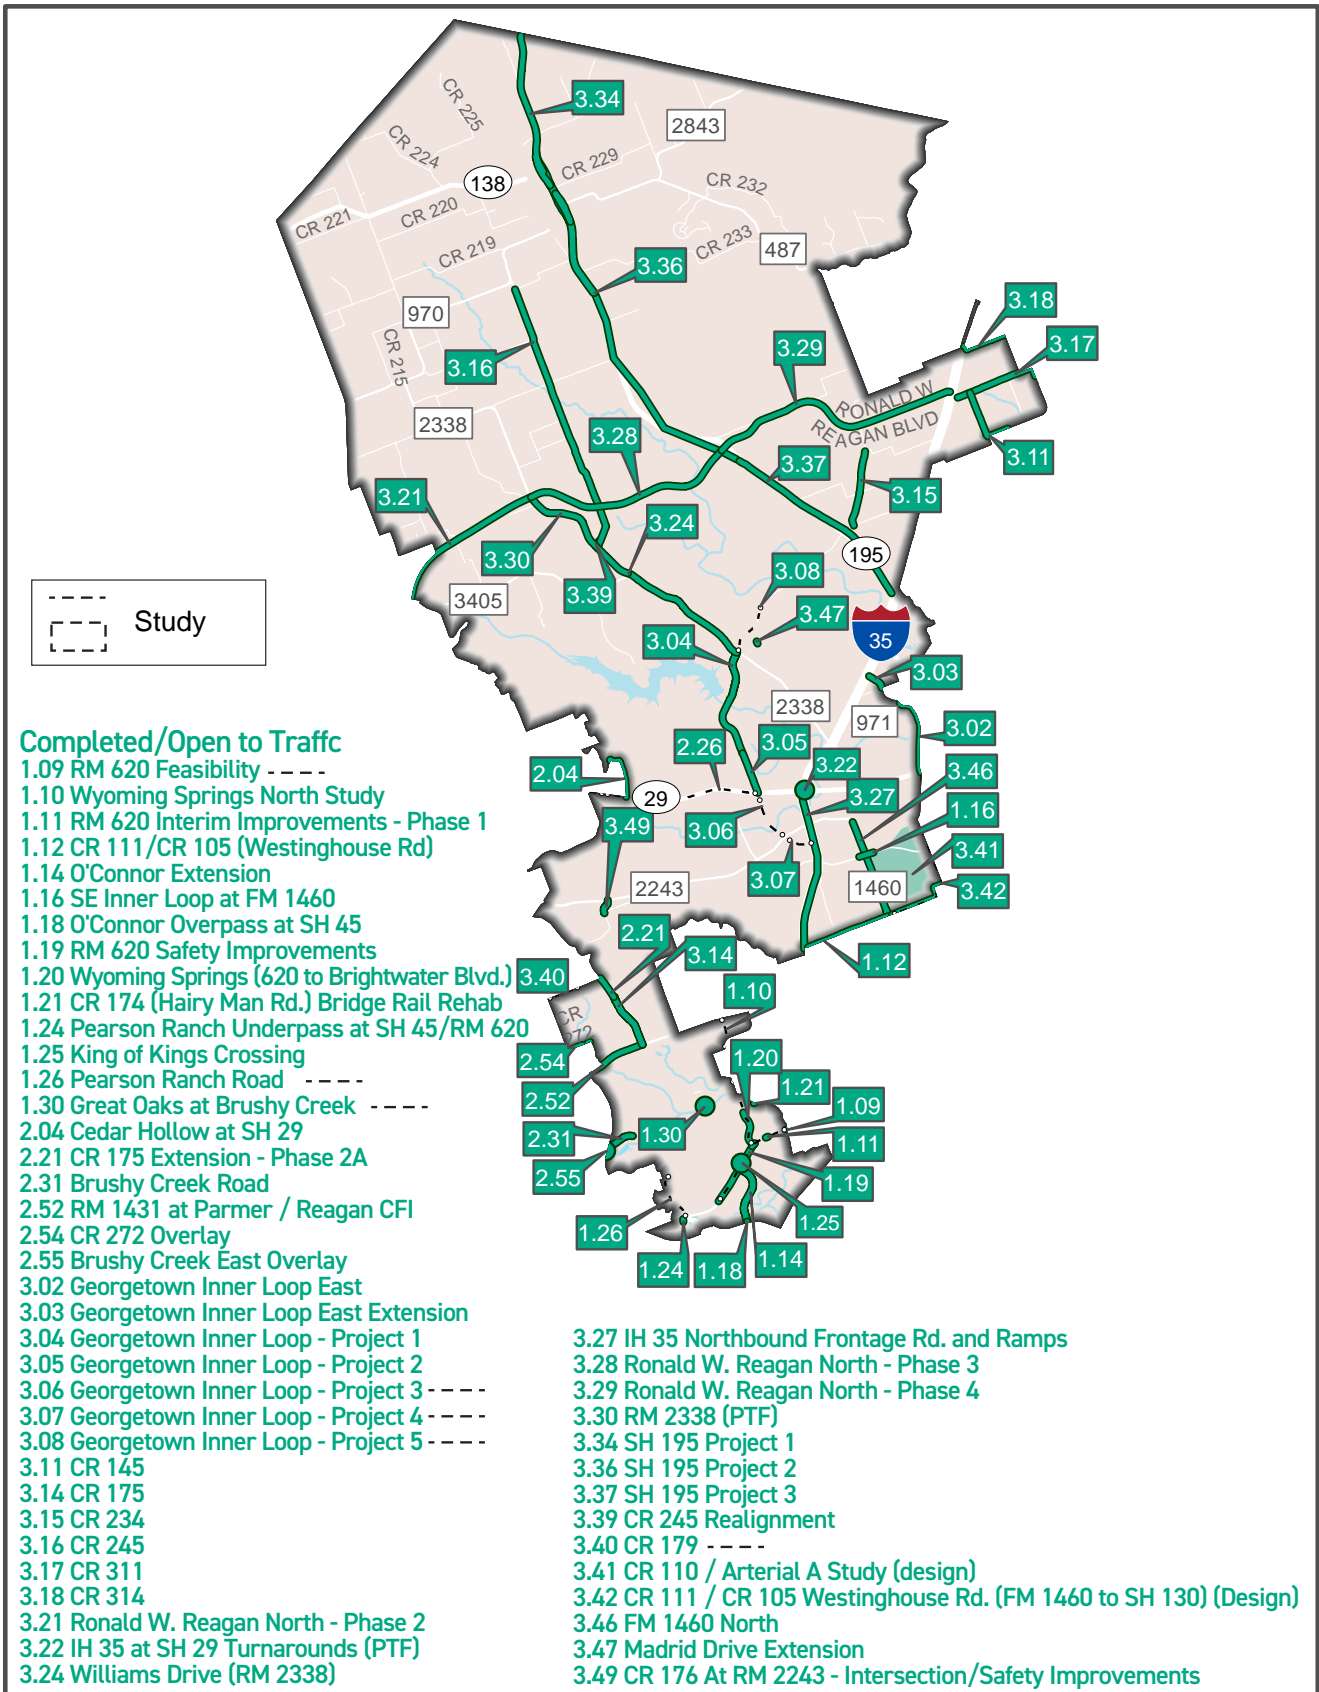 3.34
2843
CR 225
CR 224
CR 229
138
CR 232
CR 220
CR 221
CR 219
CR 233
487
3.36
970
3.18
3.17
3.29
CR 215
3.16
RONALD W
REAGAN BLVD
2338
3.28
3.11
3.37
3.21
3.15
3.24
3.30
195
3.08
3.39
3405
Study
3.47
35
3.04
3.03
2338
971
3.02
2.26
3.05
3.22
3.46
2.04
29
3.27
1.16
3.49
3.06
3.41
3.07
2243
1460
3.42
2.21
3.14
1.12
3.40
1.10
CR
272
2.54
1.20
1.21
2.52
1.09
2.31
1.30
1.11
2.55
1.19
1.26
1.25
1.24
1.18
1.14
Completed/Open to Traffc
1.09 RM 620 Feasibility
1.10 Wyoming Springs North Study
1.11 RM 620 Interim Improvements - Phase 1
1.12 CR 111/CR 105 (Westinghouse Rd)
1.14 O'Connor Extension
1.16 SE Inner Loop at FM 1460
1.18 O'Connor Overpass at SH 45
1.19 RM 620 Safety Improvements
1.20 Wyoming Springs (620 to Brightwater Blvd.)
1.21 CR 174 (Hairy Man Rd.) Bridge Rail Rehab
1.24 Pearson Ranch Underpass at SH 45/RM 620
1.25 King of Kings Crossing
1.26 Pearson Ranch Road
1.30 Great Oaks at Brushy Creek
2.04 Cedar Hollow at SH 29
2.21 CR 175 Extension - Phase 2A
2.31 Brushy Creek Road
2.52 RM 1431 at Parmer / Reagan CFI
2.54 CR 272 Overlay
2.55 Brushy Creek East Overlay
3.02 Georgetown Inner Loop East
3.03 Georgetown Inner Loop East Extension
3.04 Georgetown Inner Loop - Project 1
3.05 Georgetown Inner Loop - Project 2
3.06 Georgetown Inner Loop - Project 3
3.07 Georgetown Inner Loop - Project 4
3.08 Georgetown Inner Loop - Project 5
3.11 CR 145
3.14 CR 175
3.15 CR 234
3.16 CR 245
3.17 CR 311
3.18 CR 314
3.21 Ronald W. Reagan North - Phase 2
3.22 IH 35 at SH 29 Turnarounds (PTF)
3.24 Williams Drive (RM 2338)
3.27 IH 35 Northbound Frontage Rd. and Ramps
3.28 Ronald W. Reagan North - Phase 3
3.29 Ronald W. Reagan North - Phase 4
3.30 RM 2338 (PTF)
3.34 SH 195 Project 1
3.36 SH 195 Project 2
3.37 SH 195 Project 3
3.39 CR 245 Realignment
3.40 CR 179
3.41 CR 110 / Arterial A Study (design)
3.42 CR 111 / CR 105 Westinghouse Rd. (FM 1460 to SH 130) (Design)
3.46 FM 1460 North
3.47 Madrid Drive Extension
3.49 CR 176 At RM 2243 - Intersection/Safety Improvements